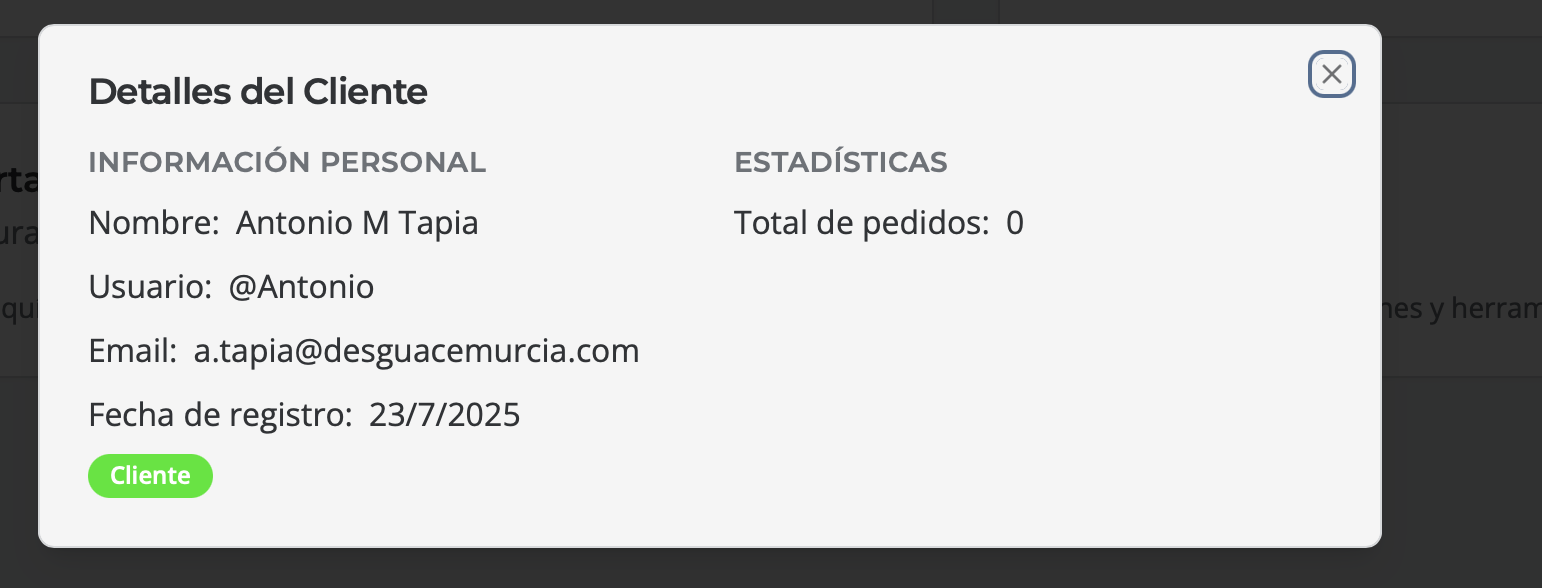 Detalles del Cliente
INFORMACIÓN PERSONAL
Nombre: Antonio M Tapia
Usuario: @Antonio
Email: a.tapia@desguacemurcia.com
Fecha de registro: 23/7/2025
Cliente
ESTADÍSTICAS
Total de pedidos: 0
y